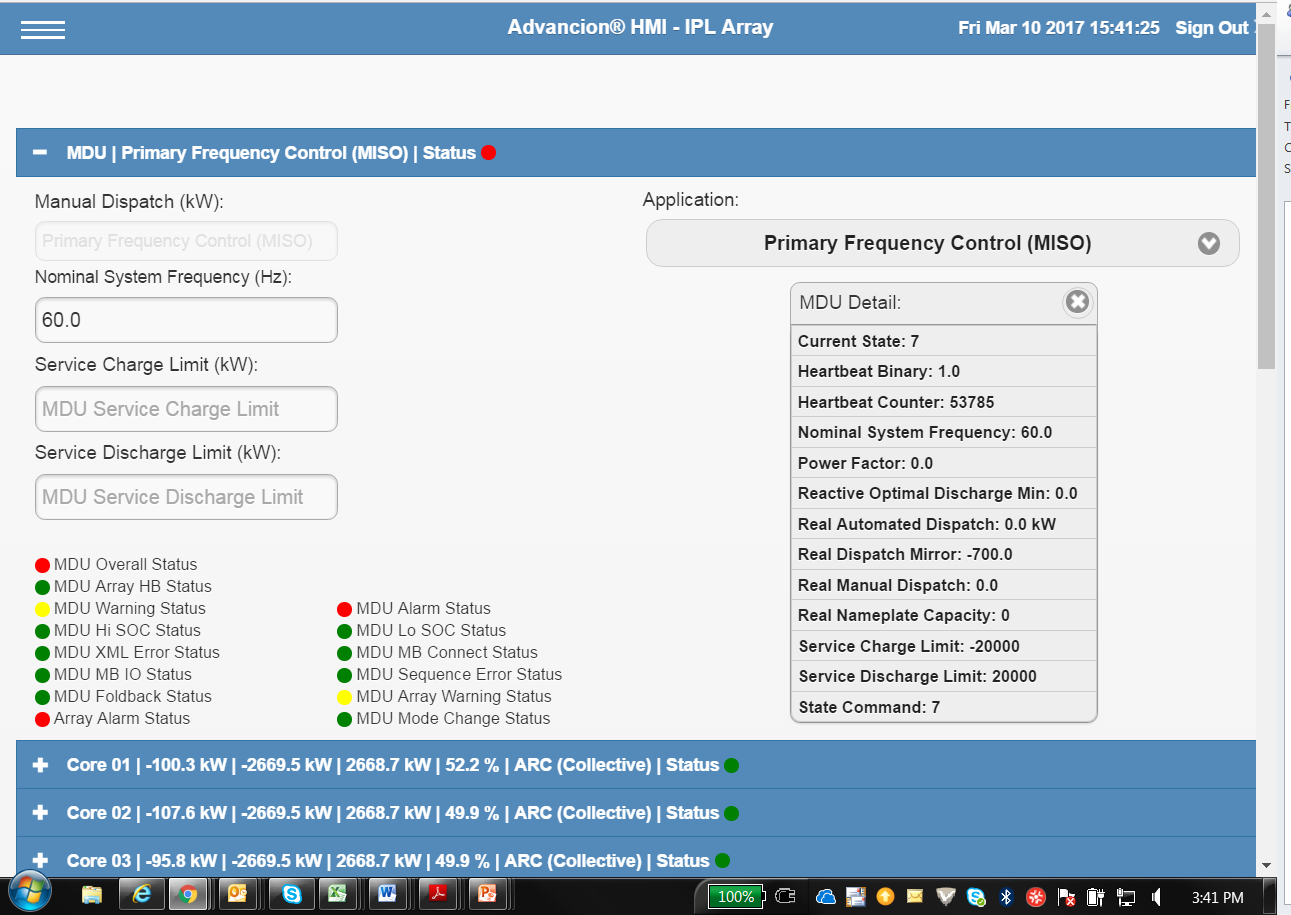 Advancion® HMI - IPL Array
Fri Mar 10 2017 15:41:25 Sign Out
MDU | Primary Frequency Control (MISO) | Status
Manual Dispatch (kW):
Primary Frequency Control (MISO)
Nominal System Frequency (Hz):
60.0
Service Charge Limit (kW):
MDU Service Charge Limit
Service Discharge Limit (kW):
MDU Service Discharge Limit
Application:
Primary Frequency Control (MISO)
MDU Detail:
Current State: 7
Heartbeat Binary: 1.0
Heartbeat Counter: 53785
Nominal System Frequency: 60.0
Power Factor: 0.0
Reactive Optimal Discharge Min: 0.0
Real Automated Dispatch: 0.0 kW
Real Dispatch Mirror: -700.0
Real Manual Dispatch: 0.0
Real Nameplate Capacity: 0
Service Charge Limit: -20000
Service Discharge Limit: 20000
State Command: 7
MDU Overall Status
MDU Array HB Status
MDU Warning Status
MDU Alarm Status
MDU Hi SOC Status
MDU Lo SOC Status
MDU XML Error Status
MDU MB Connect Status
MDU MB IO Status
MDU Sequence Error Status
MDU Foldback Status
MDU Array Warning Status
Array Alarm Status
MDU Mode Change Status
Core 01 | -100.3 kW | -2669.5 kW | 2668.7 kW | 52.2 % | ARC (Collective) | Status
Core 02 | -107.6 kW | -2669.5 kW | 2668.7 kW | 49.9 % | ARC (Collective) | Status
Core 03 | -95.8 kW | -2669.5 kW | 2668.7 kW | 49.9 % | ARC (Collective) | Status
100%
3:41 PM